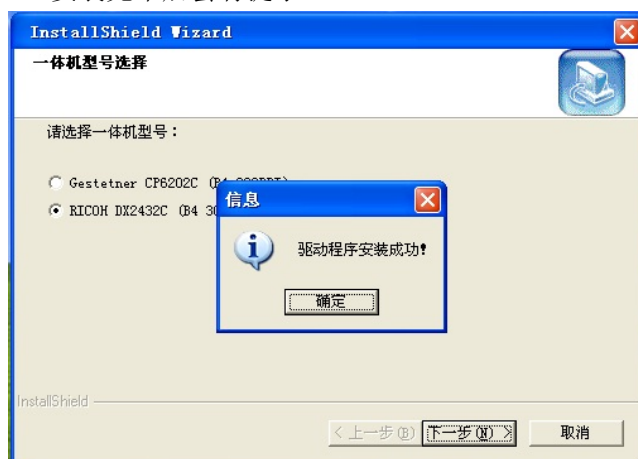 InstallShield Wizard
一体机型号选择
请选择一体机型号：
Gestetner CP6202C
RICOH DX2432C (B4 30
信息
驱动程序安装成功!
确定
InstallShield
< 上一步(B)
下一步(N) >
取消